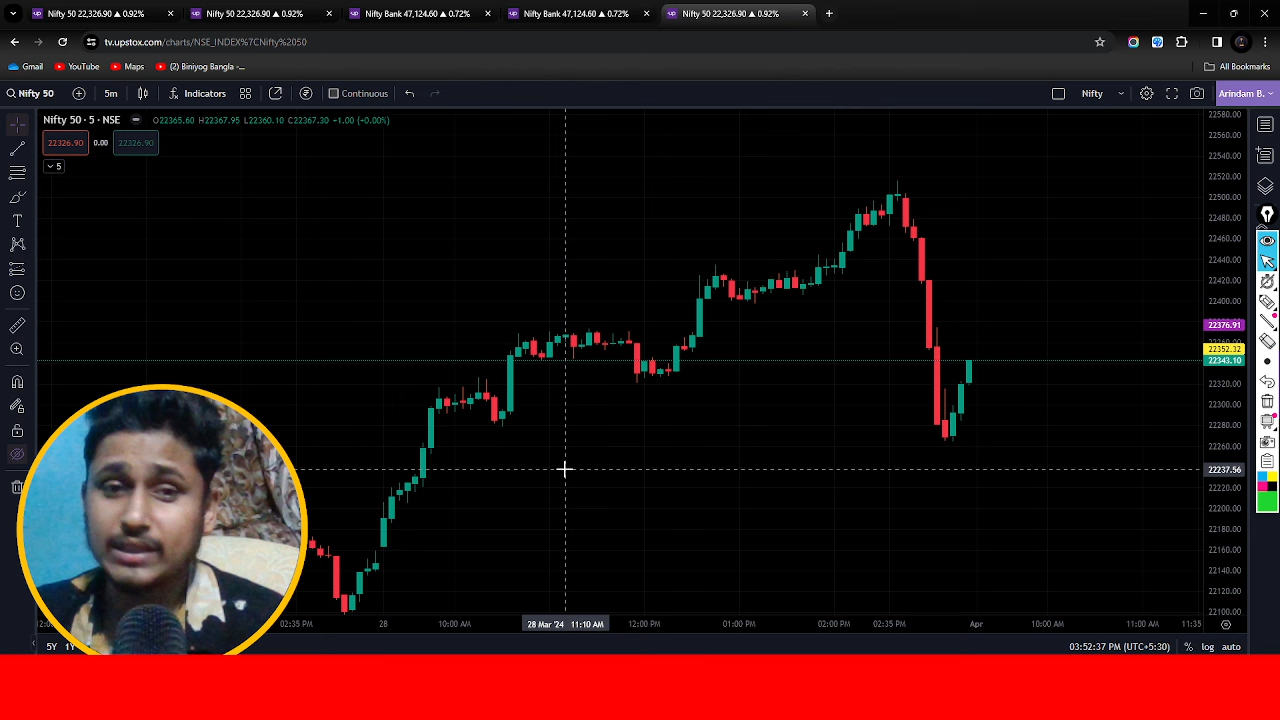 Nifty 50 22,326.90 ▲ 0.92%
Nifty 50 22,326.90 ▲ 0.92%
Nifty Bank 47,124.60 ▲ 0.72%
Nifty Bank 47,124.60 ▲ 0.72%
Nifty 50 22,326.90 ▲ 0.92%
tv.upstox.com/charts/NSE_INDEX%7CNifty%2050
Gmail
YouTube
Maps
(2) Biniyog Bangla -...
All Bookmarks
Nifty 50
5m
Indicators
Continuous
Nifty
Arindam B.
Nifty 50 · 5 · NSE
O22365.60 H22367.95 L22360.10 C22367.30 +1.00 (+0.00%)
22326.90
0.00
22326.90
5
22580.00
22560.00
22540.00
22520.00
22500.00
22480.00
22460.00
22440.00
22420.00
22400.00
22376.91
22352.32
22343.10
22320.00
22300.00
22280.00
22260.00
22237.56
22220.00
22200.00
22180.00
22160.00
22140.00
22120.00
22100.00
02:35 PM
28
10:00 AM
28 Mar '24 11:10 AM
12:00 PM
01:00 PM
02:00 PM
02:35 PM
Apr
10:00 AM
11:00 AM
11:35
5Y
1Y
03:52:37 PM (UTC+5:30)
%
log
auto